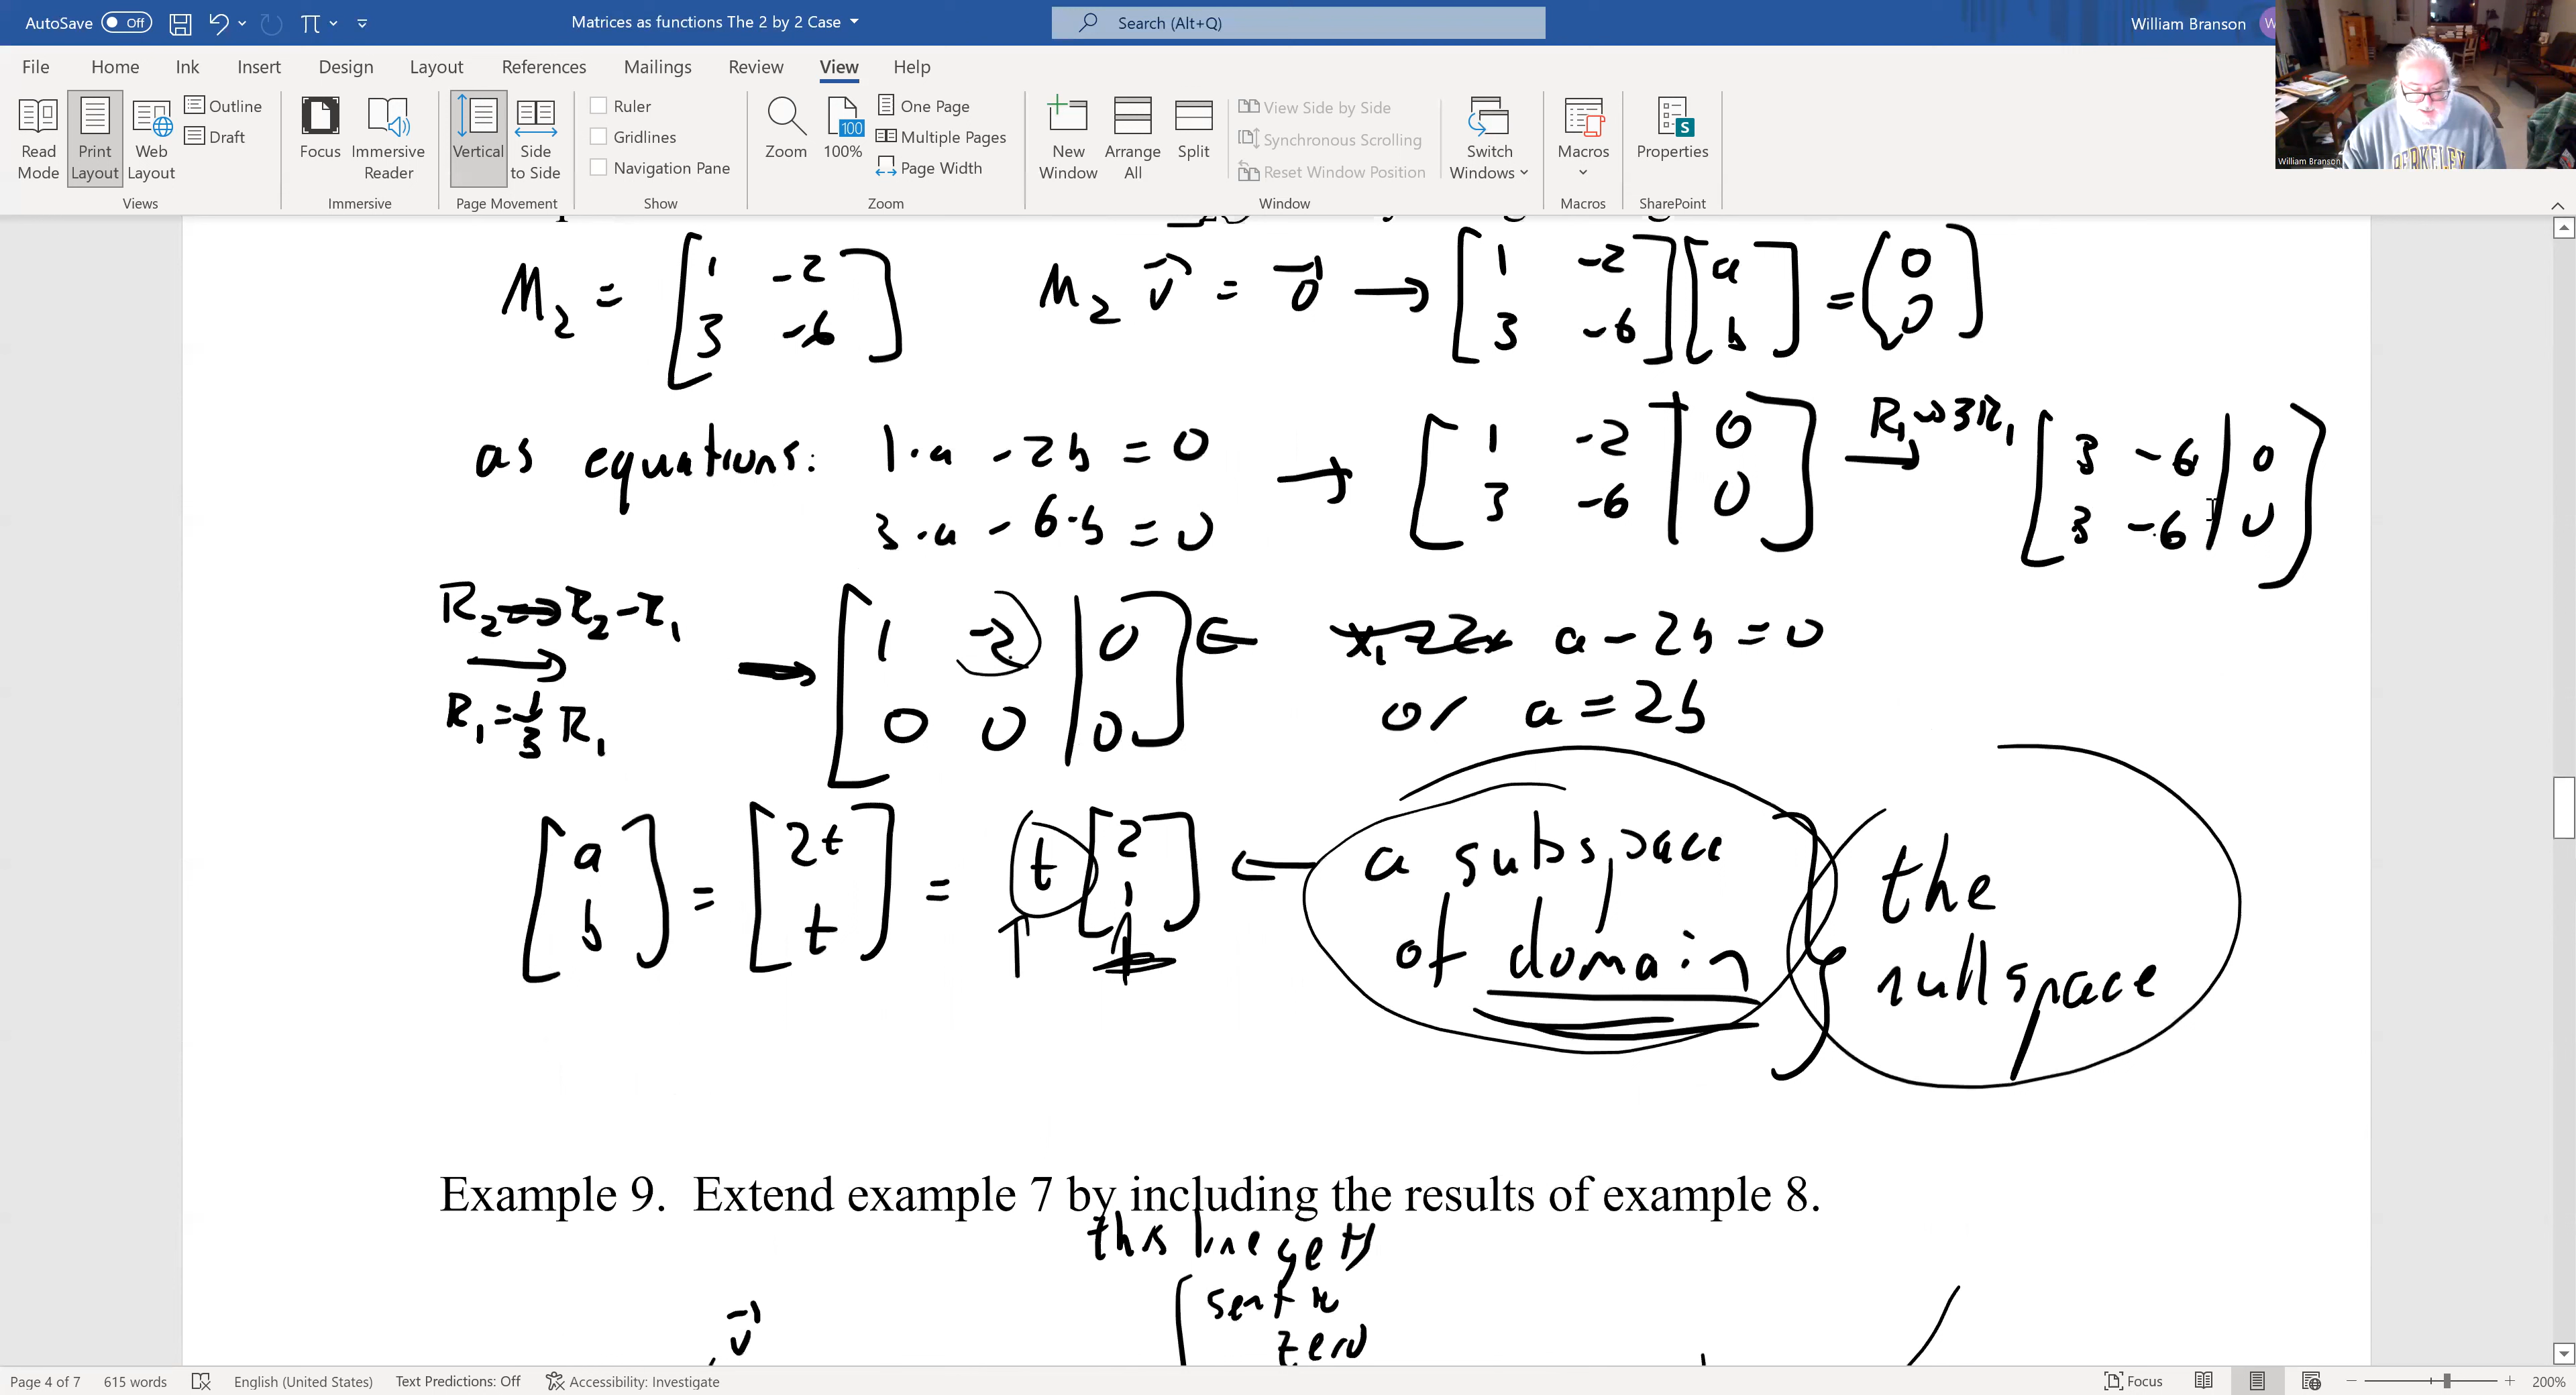 AutoSave Off Matrices as functions The 2 by 2 Case Search (Alt+Q) William Branson W
File Home Ink Insert Design Layout References Mailings Review View Help
Read Mode Print Layout Web Layout Outline Draft
Views
Focus Immersive Reader
Immersive
Vertical Side to Side
Page Movement
Ruler
Gridlines
Navigation Pane
Show
Zoom 100 100% One Page Multiple Pages Page Width
Zoom
New Window Arrange All Split View Side by Side Synchronous Scrolling Reset Window Position Switch Windows
Window
Macros
Macros
S Properties
SharePoint
BERKELEY
William Branson
M₂ = [1 -2; 3 -6] M₂ v⃗ = 0⃗ → [1 -2; 3 -6] [a; b] = [0; 0]
as equations: 1·a - 2b = 0
3·a - 6·b = 0
→ [1 -2 | 0; 3 -6 | 0] R₁→3R₁ [3 -6 | 0; 3 -6 | 0]
R₂→R₂-R₁
R₁=1/3 R₁
→ [1 -2 | 0; 0 0 | 0] ← a - 2b = 0
or a = 2b
[a; b] = [2t; t] = t [2; 1] ← a subspace of domain } the nullspace
Example 9. Extend example 7 by including the results of example 8.
this line gets
sent to
zero
v⃗
Page 4 of 7 615 words English (United States) Text Predictions: Off Accessibility: Investigate Focus 200%